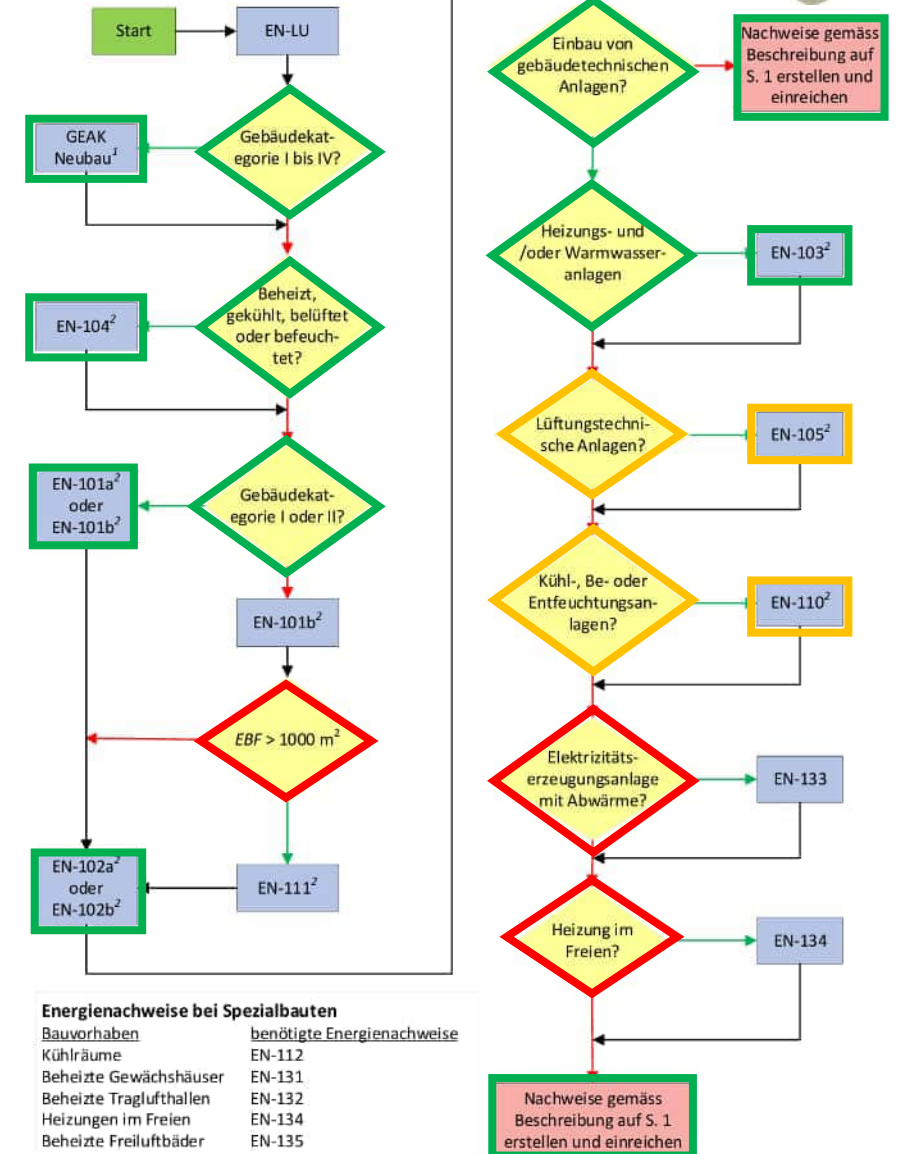 Start
EN-LU
Gebäudekat-
egorie I bis IV?
GEAK
Neubau¹
Beheizt,
gekühlt, belüftet
oder befeuch-
tet?
EN-104²
Gebäudekat-
egorie I oder II?
EN-101a²
oder
EN-101b²
EN-101b²
EBF > 1000 m²
EN-111²
EN-102a²
oder
EN-102b²
Energienachweise bei Spezialbauten
Bauvorhaben benötigte Energienachweise
Kühlräume EN-112
Beheizte Gewächshäuser EN-131
Beheizte Traglufthallen EN-132
Heizungen im Freien EN-134
Beheizte Freiluftbäder EN-135
Einbau von
gebäudetechnischen
Anlagen?
Nachweise gemäss
Beschreibung auf
S. 1 erstellen und
einreichen
Heizungs- und
/oder Warmwasser-
anlagen
EN-103²
Lüftungstechni-
sche Anlagen?
EN-105²
Kühl-, Be- oder
Entfeuchtungsan-
lagen?
EN-110²
Elektrizitäts-
erzeugungsanlage
mit Abwärme?
EN-133
Heizung im
Freien?
EN-134
Nachweise gemäss
Beschreibung auf S. 1
erstellen und einreichen